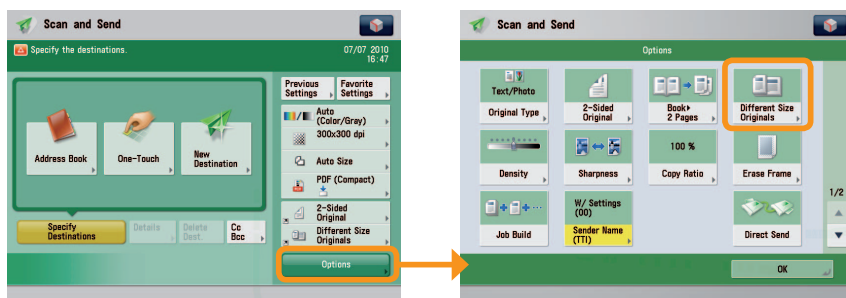 Scan and Send
Specify the destinations.
07/07 2010
16:47
Previous
Settings
Favorite
Settings
Auto
(Color/Gray)
300x300 dpi
Auto Size
PDF (Compact)
2-Sided
Original
Different Size
Originals
Options
Address Book
One-Touch
New
Destination
Specify
Destinations
Details
Delete
Dest.
Cc
Bcc
Scan and Send
Options
Text/Photo
Original Type
2-Sided
Original
Book▸
2 Pages
Different Size
Originals
Density
Sharpness
100 %
Copy Ratio
Erase Frame
1/2
Job Build
W/ Settings
(00)
Sender Name
(TTI)
Direct Send
OK